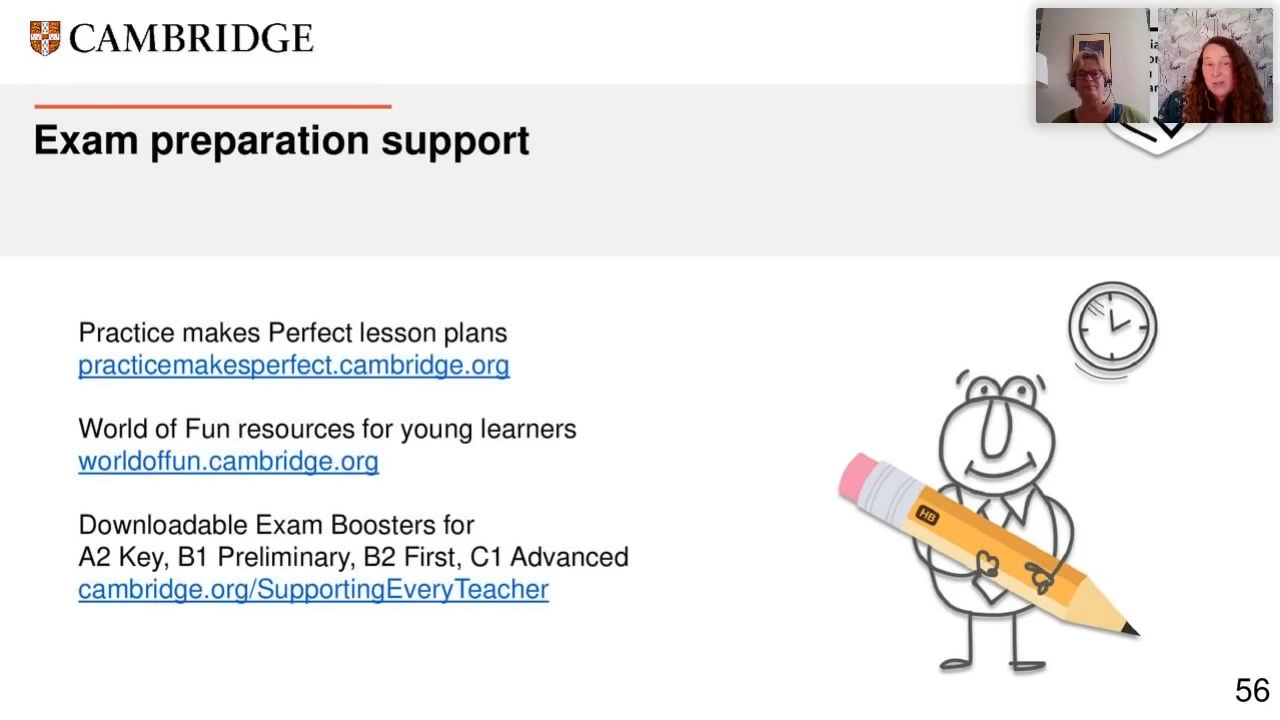 CAMBRIDGE
Exam preparation support
Practice makes Perfect lesson plans
practicemakesperfect.cambridge.org
World of Fun resources for young learners
worldoffun.cambridge.org
Downloadable Exam Boosters for
A2 Key, B1 Preliminary, B2 First, C1 Advanced
cambridge.org/SupportingEveryTeacher
HB
56